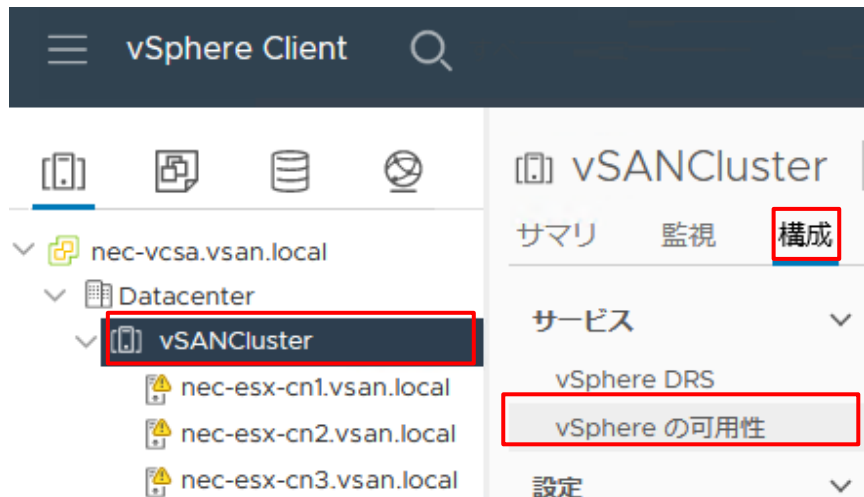 vSphere Client
nec-vcsa.vsan.local
Datacenter
vSANCluster
nec-esx-cn1.vsan.local
nec-esx-cn2.vsan.local
nec-esx-cn3.vsan.local
vSANCluster
サマリ 監視 構成
サービス
vSphere DRS
vSphere の可用性
設定